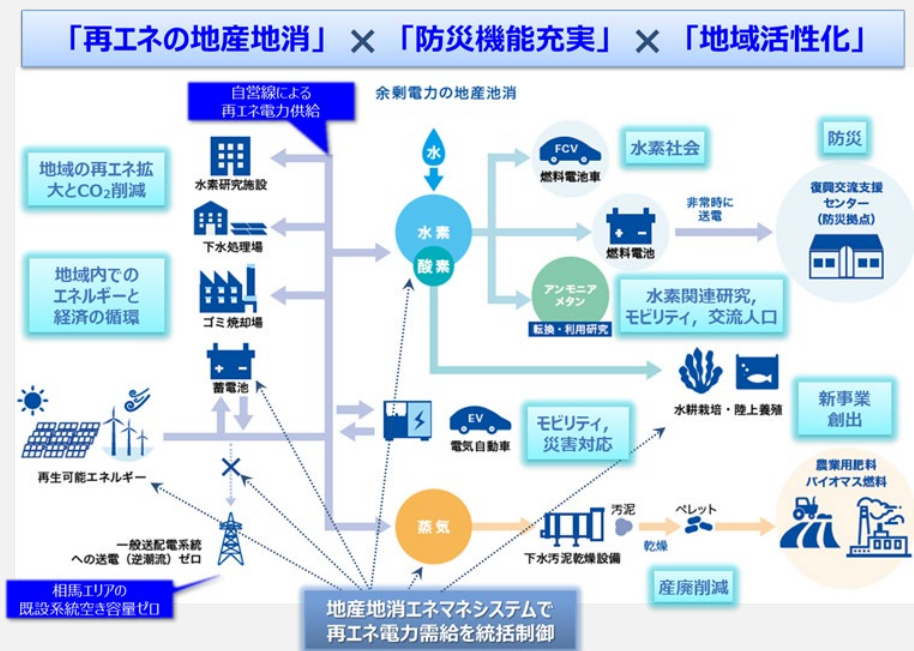 「再エネの地産地消」 × 「防災機能充実」 × 「地域活性化」
自営線による
再エネ電力供給
余剰電力の地産池消
地域の再エネ拡
大とCO₂削減
水素研究施設
下水処理場
地域内での
エネルギーと
経済の循環
ゴミ焼却場
蓄電池
再生可能エネルギー
一般送配電系統
への送電（逆潮流）ゼロ
相馬エリアの
既設系統空き容量ゼロ
水
水素
酸素
FCV
燃料電池車
水素社会
燃料電池
非常時に
送電
防災
復興交流支援
センター
（防災拠点）
アンモニア
メタン
転換・利用研究
水素関連研究,
モビリティ, 交流人口
水耕栽培・陸上養殖
新事業
創出
EV
電気自動車
モビリティ,
災害対応
蒸気
下水汚泥乾燥設備
汚泥
乾燥
ペレット
農業用肥料
バイオマス燃料
産廃削減
地産地消エネマネシステムで
再エネ電力需給を統括制御